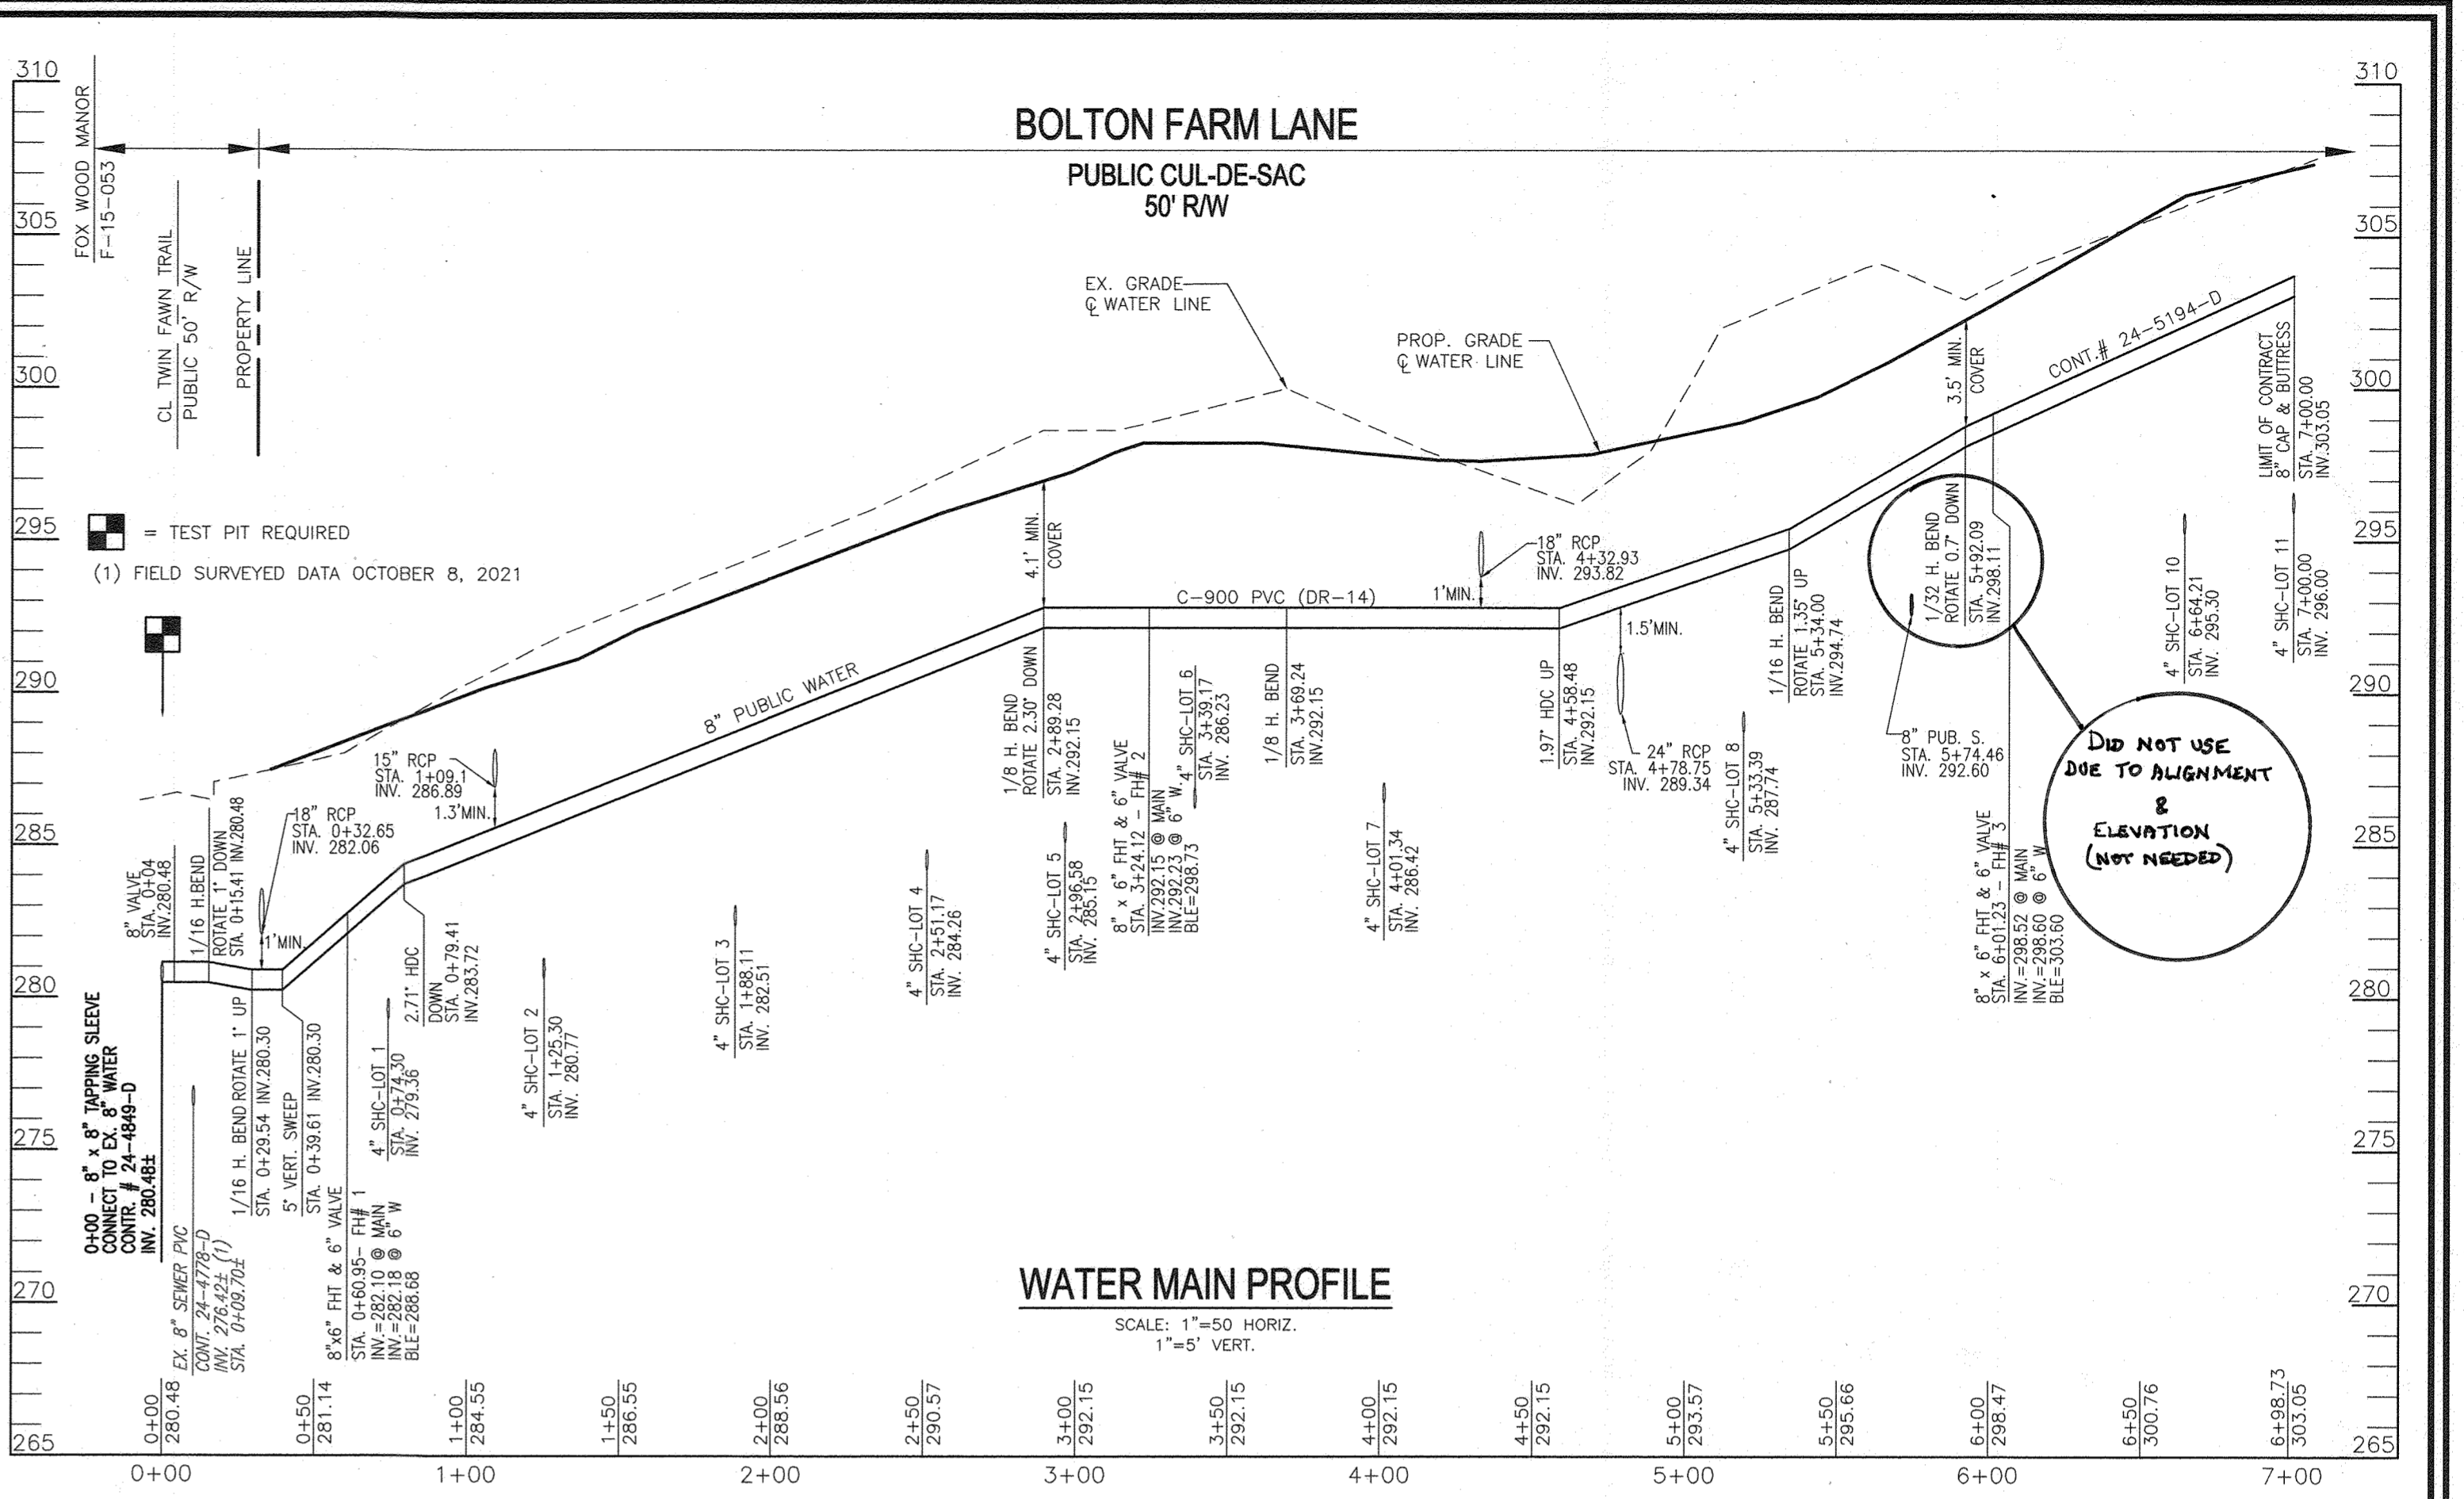 310
310
FOX WOOD MANOR
F-15-053
BOLTON FARM LANE
PUBLIC CUL-DE-SAC
50' R/W
305
305
CL TWIN FAWN TRAIL
PUBLIC 50' R/W
PROPERTY LINE
EX. GRADE
℄ WATER LINE
PROP. GRADE
℄ WATER LINE
300
300
3.5' MIN.
COVER
CONT.# 24-5194-D
LIMIT OF CONTRACT
8" CAP & BUTTRESS
STA. 7+00.00
INV.303.05
= TEST PIT REQUIRED
(1) FIELD SURVEYED DATA OCTOBER 8, 2021
295
295
4.1' MIN.
COVER
C-900 PVC (DR-14)
18" RCP
STA. 4+32.93
INV. 293.82
1'MIN.
1.5'MIN.
1/16 H. BEND
ROTATE 1.35° UP
STA. 5+34.00
INV.294.74
1/32 H. BEND
ROTATE 0.7° DOWN
STA. 5+92.09
INV.298.11
4" SHC-LOT 10
STA. 6+64.21
INV. 295.30
4" SHC-LOT 11
STA. 7+00.00
INV. 296.00
290
290
8" PUBLIC WATER
1/8 H. BEND
ROTATE 2.30° DOWN
STA. 2+89.28
INV.292.15
8" x 6" FHT & 6" VALVE
STA. 3+24.12 - FH# 2
INV.292.15 @ MAIN
INV.292.23 @ 6" W.
BLE=298.73
4" SHC-LOT 6
STA. 3+39.17
INV. 286.23
1/8 H. BEND
STA. 3+69.24
INV.292.15
1.97° HDC UP
STA. 4+58.48
INV.292.15
24" RCP
STA. 4+78.75
INV. 289.34
4" SHC-LOT 8
STA. 5+33.39
INV. 287.74
8" PUB. S.
STA. 5+74.46
INV. 292.60
DID NOT USE
DUE TO ALIGNMENT
&
ELEVATION
(NOT NEEDED)
15" RCP
STA. 1+09.1
INV. 286.89
1.3'MIN.
18" RCP
STA. 0+32.65
INV. 282.06
1'MIN.
285
285
8" VALVE
STA. 0+04
INV.280.48
1/16 H.BEND
ROTATE 1° DOWN
STA. 0+15.41 INV.280.48
2.71° HDC
DOWN
STA. 0+79.41
INV.283.72
4" SHC-LOT 3
STA. 1+88.11
INV. 282.51
4" SHC-LOT 4
STA. 2+51.17
INV. 284.26
4" SHC-LOT 5
STA. 2+96.58
INV. 285.15
4" SHC-LOT 7
STA. 4+01.34
INV. 286.42
8" x 6" FHT & 6" VALVE
STA. 6+01.23 - FH# 3
INV.=298.52 @ MAIN
INV.=298.60 @ 6" W
BLE=303.60
280
280
0+00 - 8" x 8" TAPPING SLEEVE
CONNECT TO EX. 8" WATER
CONTR. # 24-4849-D
INV. 280.48±
EX. 8" SEWER PVC
CONT. 24-4778-D
INV. 276.42± (1)
STA. 0+09.70±
1/16 H. BEND ROTATE 1° UP
STA. 0+29.54 INV.280.30
5° VERT. SWEEP
STA. 0+39.61 INV.280.30
8"x6" FHT & 6" VALVE
STA. 0+60.95- FH# 1
INV.=282.10 @ MAIN
INV.=282.18 @ 6" W
BLE=288.68
4" SHC-LOT 1
STA. 0+74.30
INV. 279.36
4" SHC-LOT 2
STA. 1+25.30
INV. 280.77
275
275
270
270
WATER MAIN PROFILE
SCALE: 1"=50 HORIZ.
1"=5' VERT.
0+00
280.48
0+50
281.14
1+00
284.55
1+50
286.55
2+00
288.56
2+50
290.57
3+00
292.15
3+50
292.15
4+00
292.15
4+50
292.15
5+00
293.57
5+50
295.66
6+00
298.47
6+50
300.76
6+98.73
303.05
265
265
0+00
1+00
2+00
3+00
4+00
5+00
6+00
7+00